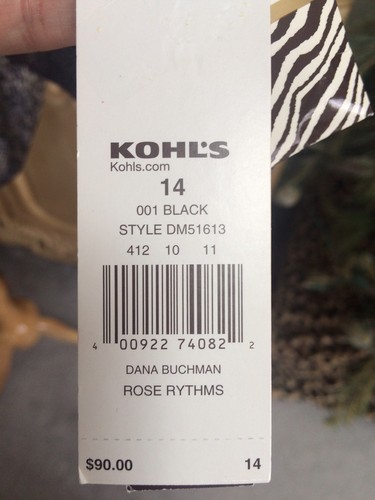 KOHL'S
Kohls.com
14
001 BLACK
STYLE DM51613
412 10 11
4 00922 74082 2
DANA BUCHMAN
ROSE RYTHMS
$90.00 14